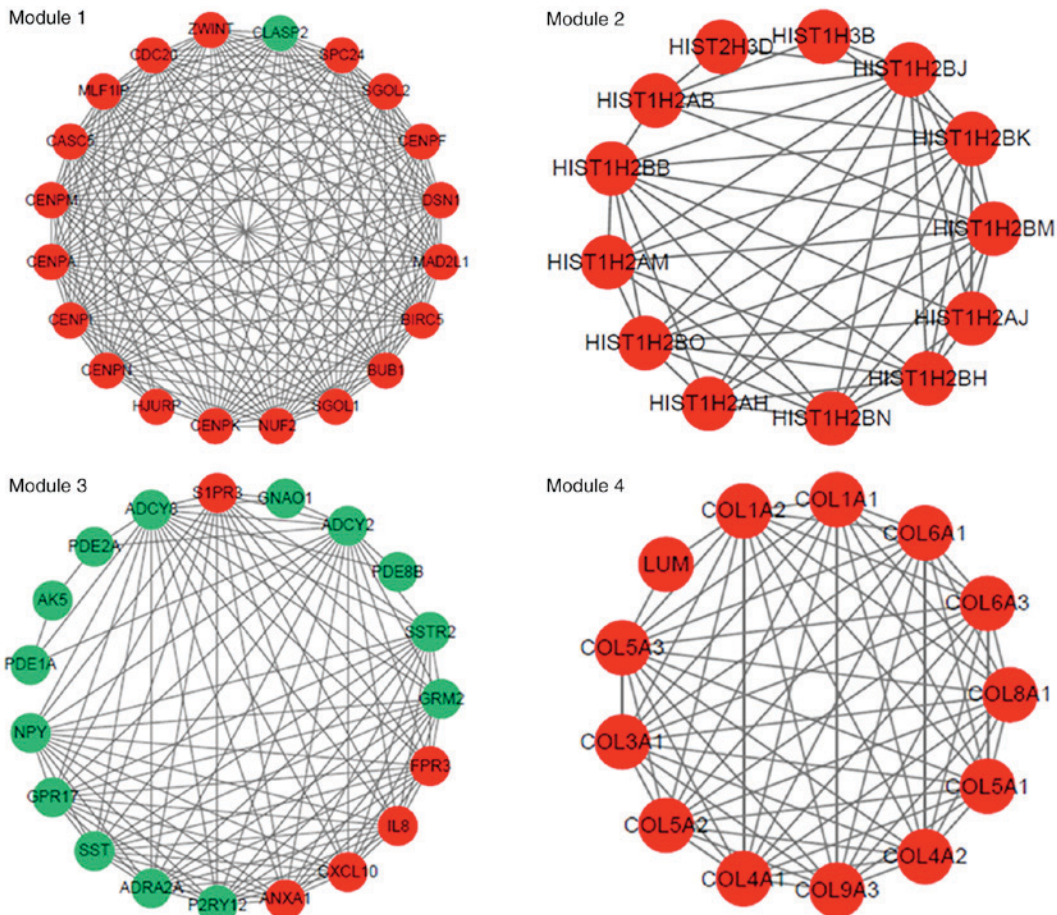 Module 1
ZWINT
CLASP2
SPC24
SGOL2
CENPF
DSN1
MAD2L1
BIRC5
BUB1
SGOL1
NUF2
CENPK
HJURP
CENPN
CENPI
CENPA
CENPM
CASC5
MLF1IP
CDC20
Module 2
HIST1H3B
HIST1H2BJ
HIST1H2BK
HIST1H2BM
HIST1H2AJ
HIST1H2BH
HIST1H2BN
HIST1H2AH
HIST1H2BO
HIST1H2AM
HIST1H2BB
HIST1H2AB
HIST2H3D
Module 3
S1PR3
GNAO1
ADCY2
PDE8B
SSTR2
GRM2
FPR3
IL8
CXCL10
ANXA1
P2RY12
ADRA2A
SST
GPR17
NPY
PDE1A
AK5
PDE2A
ADCY8
Module 4
COL1A1
COL6A1
COL6A3
COL8A1
COL5A1
COL4A2
COL9A3
COL4A1
COL5A2
COL3A1
COL5A3
LUM
COL1A2